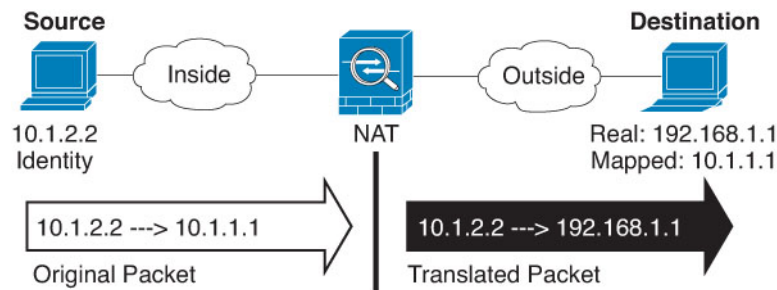 Source
Destination
Inside
Outside
10.1.2.2
Identity
NAT
Real: 192.168.1.1
Mapped: 10.1.1.1
10.1.2.2 ---> 10.1.1.1
10.1.2.2 ---> 192.168.1.1
Original Packet
Translated Packet